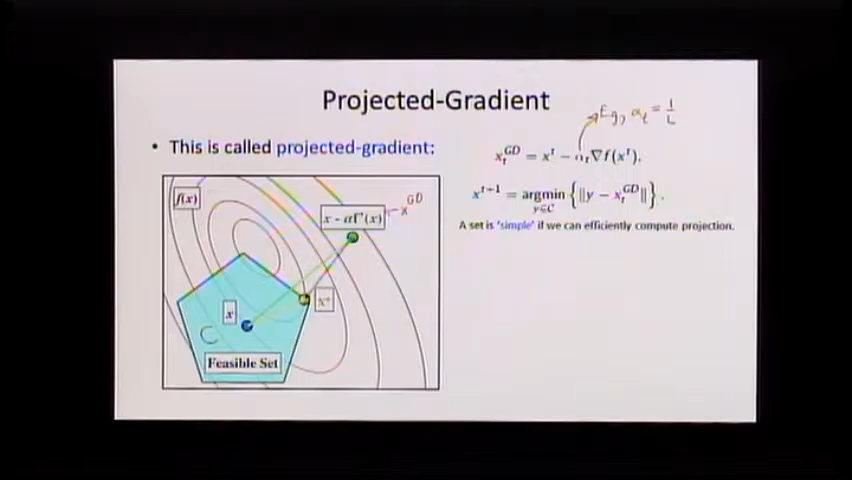 Projected-Gradient
E.g., α_t = 1/L
• This is called projected-gradient:
x_t^GD = x^t − α_t∇f(x^t),
x^{t+1} = argmin_{y∈C} {‖y − x_t^GD‖}.
A set is 'simple' if we can efficiently compute projection.
f(x)
x - αf'(x)
x^GD
x
x⁺
C
Feasible Set